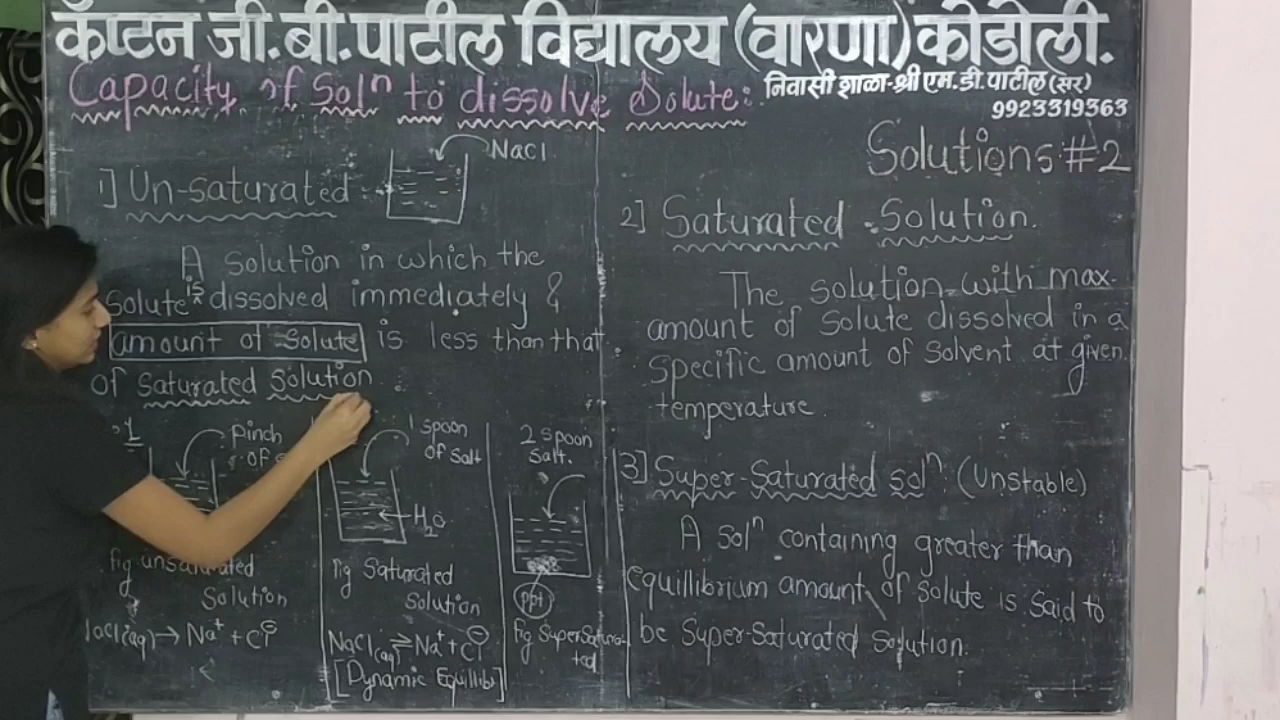 कॅप्टन जी.बी.पाटील विद्यालय (वारणा) कोडोली.
निवासी शाळा-श्री एम.डी.पाटील (सर)
9923319363
Capacity of Solⁿ to dissolve Solute:
Solutions #2
1] Un-saturated
NaCl
A solution in which the
solute is dissolved immediately &
amount of Solute is less than that
of saturated Solution
Pinch
of
fig unsaturated
Solution
NaCl(aq) → Na⁺ + Cl⊖
1 spoon
of Salt
H₂O
fig Saturated
Solution
NaCl(aq) ⇌ Na⁺ + Cl⊖
[Dynamic Equillibi]
2 spoon
Salt.
ppt
fig SuperSatura-
ted
2] Saturated Solution.
The solution with max.
amount of Solute dissolved in a
Specific amount of Solvent at given
temperature.
3] Super-Saturated solⁿ (Unstable)
A Solⁿ containing greater than
equillibrium amount of solute is said to
be Super-Saturated Solution.